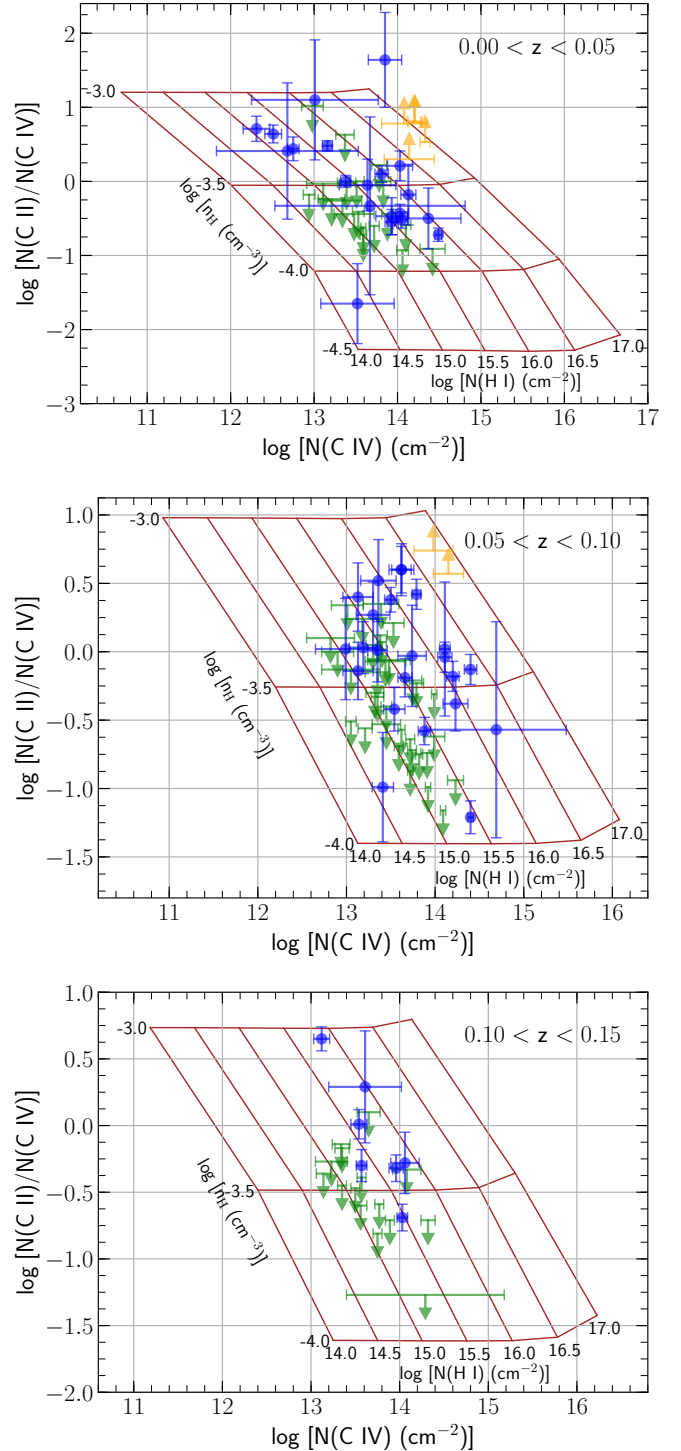 0.00 < z < 0.05
log [N(C II)/N(C IV)]
2
1
0
−1
−2
−3
-3.0
-3.5
-4.0
-4.5
log [n_H (cm⁻³)]
14.0 14.5 15.0 15.5 16.0 16.5 17.0
log [N(H I) (cm⁻²)]
11 12 13 14 15 16 17
log [N(C IV) (cm⁻²)]
0.05 < z < 0.10
log [N(C II)/N(C IV)]
1.0
0.5
0.0
−0.5
−1.0
−1.5
-3.0
-3.5
-4.0
log [n_H (cm⁻³)]
14.0 14.5 15.0 15.5 16.0 16.5 17.0
log [N(H I) (cm⁻²)]
11 12 13 14 15 16
log [N(C IV) (cm⁻²)]
0.10 < z < 0.15
log [N(C II)/N(C IV)]
1.0
0.5
0.0
−0.5
−1.0
−1.5
−2.0
-3.0
-3.5
-4.0
log [n_H (cm⁻³)]
14.0 14.5 15.0 15.5 16.0 16.5 17.0
log [N(H I) (cm⁻²)]
11 12 13 14 15 16
log [N(C IV) (cm⁻²)]